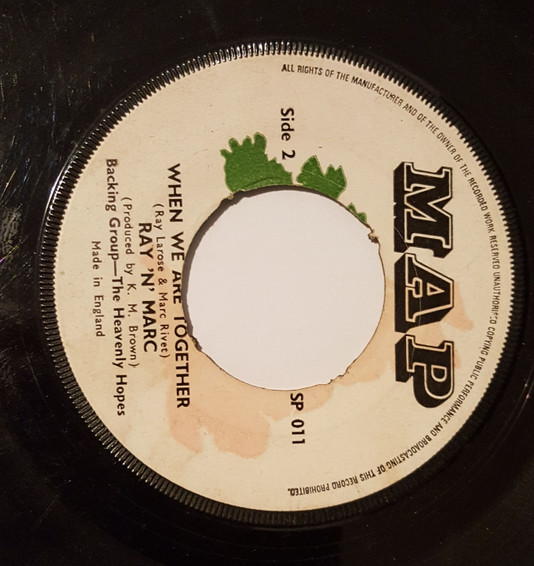 ALL RIGHTS OF THE MANUFACTURER AND OF THE OWNER OF THE RECORDED WORK RESERVED UNAUTHORISED COPYING PUBLIC PERFORMANCE AND BROADCASTING OF THIS RECORD PROHIBITED.
MAP
Side 2
SP 011
WHEN WE ARE TOGETHER
(Ray Larose & Marc Rivet)
RAY 'N' MARC
(Produced by K. M. Brown)
Backing Group—The Heavenly Hopes
Made in England